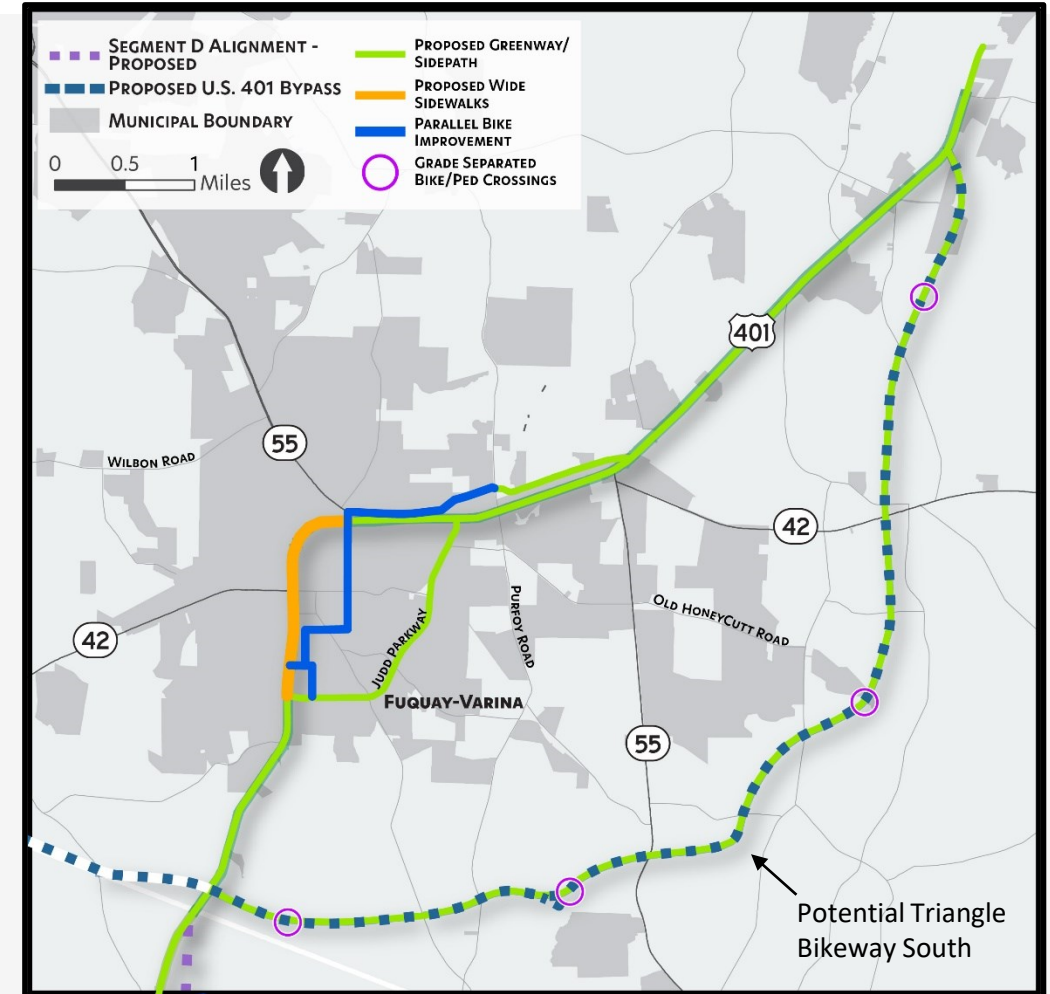 SEGMENT D ALIGNMENT -
PROPOSED
PROPOSED U.S. 401 BYPASS
MUNICIPAL BOUNDARY
0 0.5 1
Miles
PROPOSED GREENWAY/
SIDEPATH
PROPOSED WIDE
SIDEWALKS
PARALLEL BIKE
IMPROVEMENT
GRADE SEPARATED
BIKE/PED CROSSINGS
401
55
WILBON ROAD
42
PURFOY ROAD
OLD HONEYCUTT ROAD
JUDD PARKWAY
42
FUQUAY-VARINA
55
Potential Triangle
Bikeway South